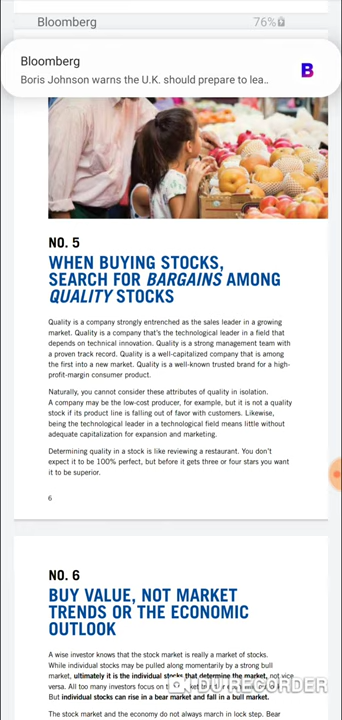 Bloomberg
76%
Bloomberg
Boris Johnson warns the U.K. should prepare to lea..
B
NO. 5
WHEN BUYING STOCKS,
SEARCH FOR BARGAINS AMONG
QUALITY STOCKS
Quality is a company strongly entrenched as the sales leader in a growing
market. Quality is a company that's the technological leader in a field that
depends on technical innovation. Quality is a strong management team with
a proven track record. Quality is a well-capitalized company that is among
the first into a new market. Quality is a well-known trusted brand for a high-
profit-margin consumer product.
Naturally, you cannot consider these attributes of quality in isolation.
A company may be the low-cost producer, for example, but it is not a quality
stock if its product line is falling out of favor with customers. Likewise,
being the technological leader in a technological field means little without
adequate capitalization for expansion and marketing.
Determining quality in a stock is like reviewing a restaurant. You don't
expect it to be 100% perfect, but before it gets three or four stars you want
it to be superior.
6
NO. 6
BUY VALUE, NOT MARKET
TRENDS OR THE ECONOMIC
OUTLOOK
A wise investor knows that the stock market is really a market of stocks.
While individual stocks may be pulled along momentarily by a strong bull
market, ultimately it is the individual stocks that determine the market, not vice
versa. All too many investors focus on t
DU RECORDER
But individual stocks can rise in a bear market and fall in a bull market.
The stock market and the economy do not always march in lock step. Bear